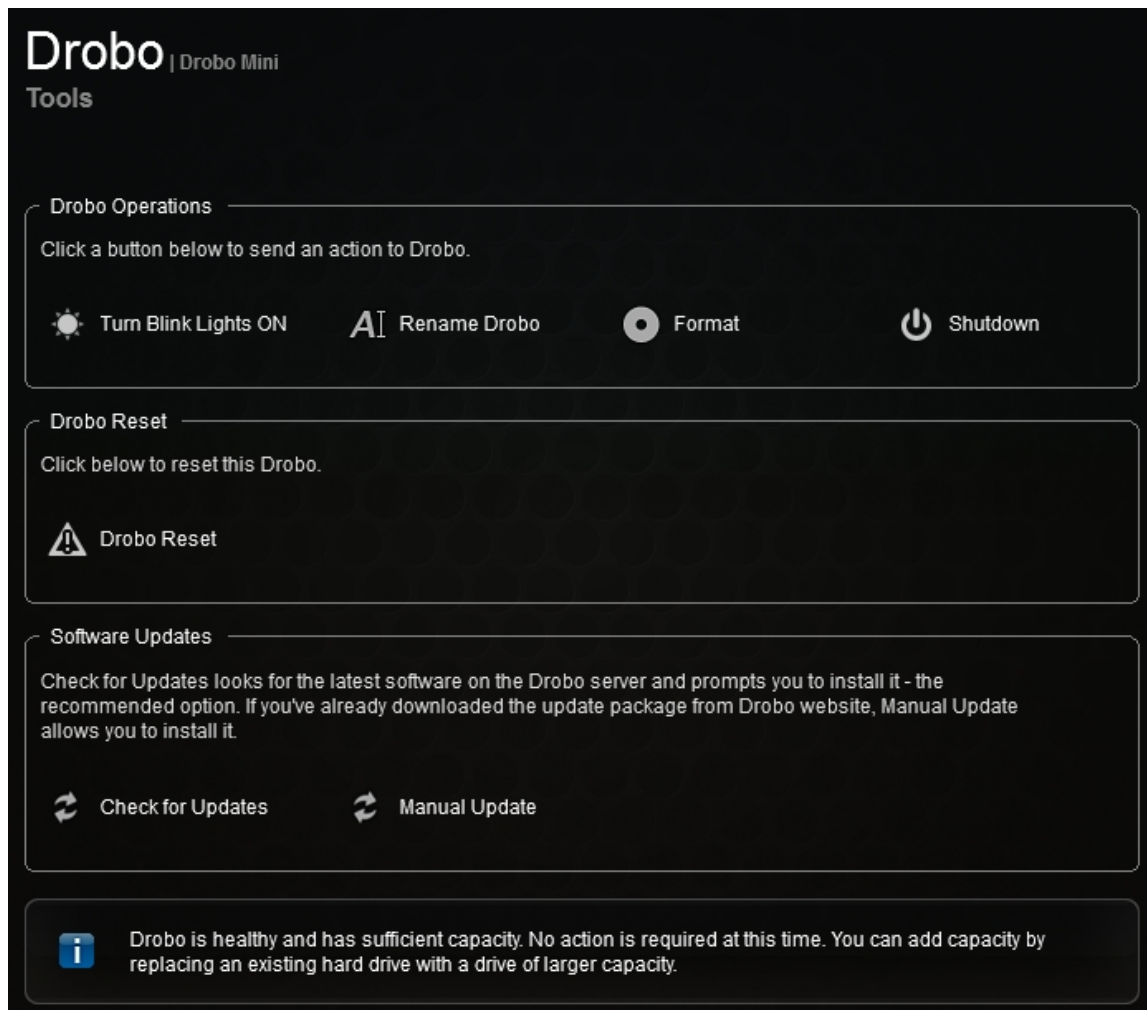 Drobo | Drobo Mini
Tools
Drobo Operations
Click a button below to send an action to Drobo.
Turn Blink Lights ON
Rename Drobo
Format
Shutdown
Drobo Reset
Click below to reset this Drobo.
Drobo Reset
Software Updates
Check for Updates looks for the latest software on the Drobo server and prompts you to install it - the
recommended option. If you've already downloaded the update package from Drobo website, Manual Update
allows you to install it.
Check for Updates
Manual Update
Drobo is healthy and has sufficient capacity. No action is required at this time. You can add capacity by
replacing an existing hard drive with a drive of larger capacity.